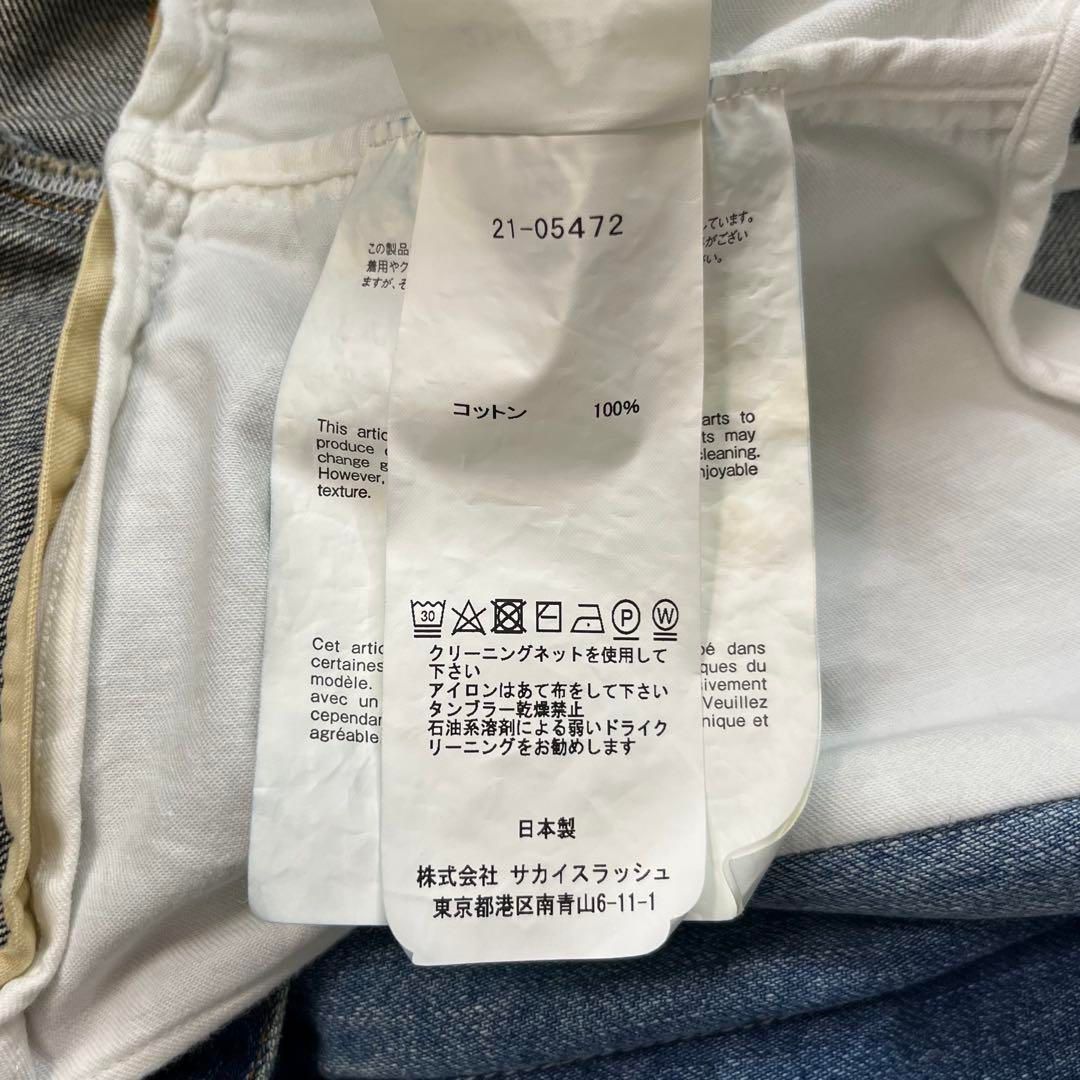 21-05472
この製品
着用やク
ますが、そ
しています。
がござい
さい。
コットン 100%
This artic
produce
change g
However,
texture.
arts to
ts may
cleaning.
njoyable
30
P
W
クリーニングネットを使用して
下さい
アイロンはあて布をして下さい
タンブラー乾燥禁止
石油系溶剤による弱いドライク
リーニングをお勧めします
Cet artic
certaines
modèle.
avec un
cependar
agréable
pé dans
ques du
sivement
Veuillez
nique et
日本製
株式会社 サカイスラッシュ
東京都港区南青山6-11-1